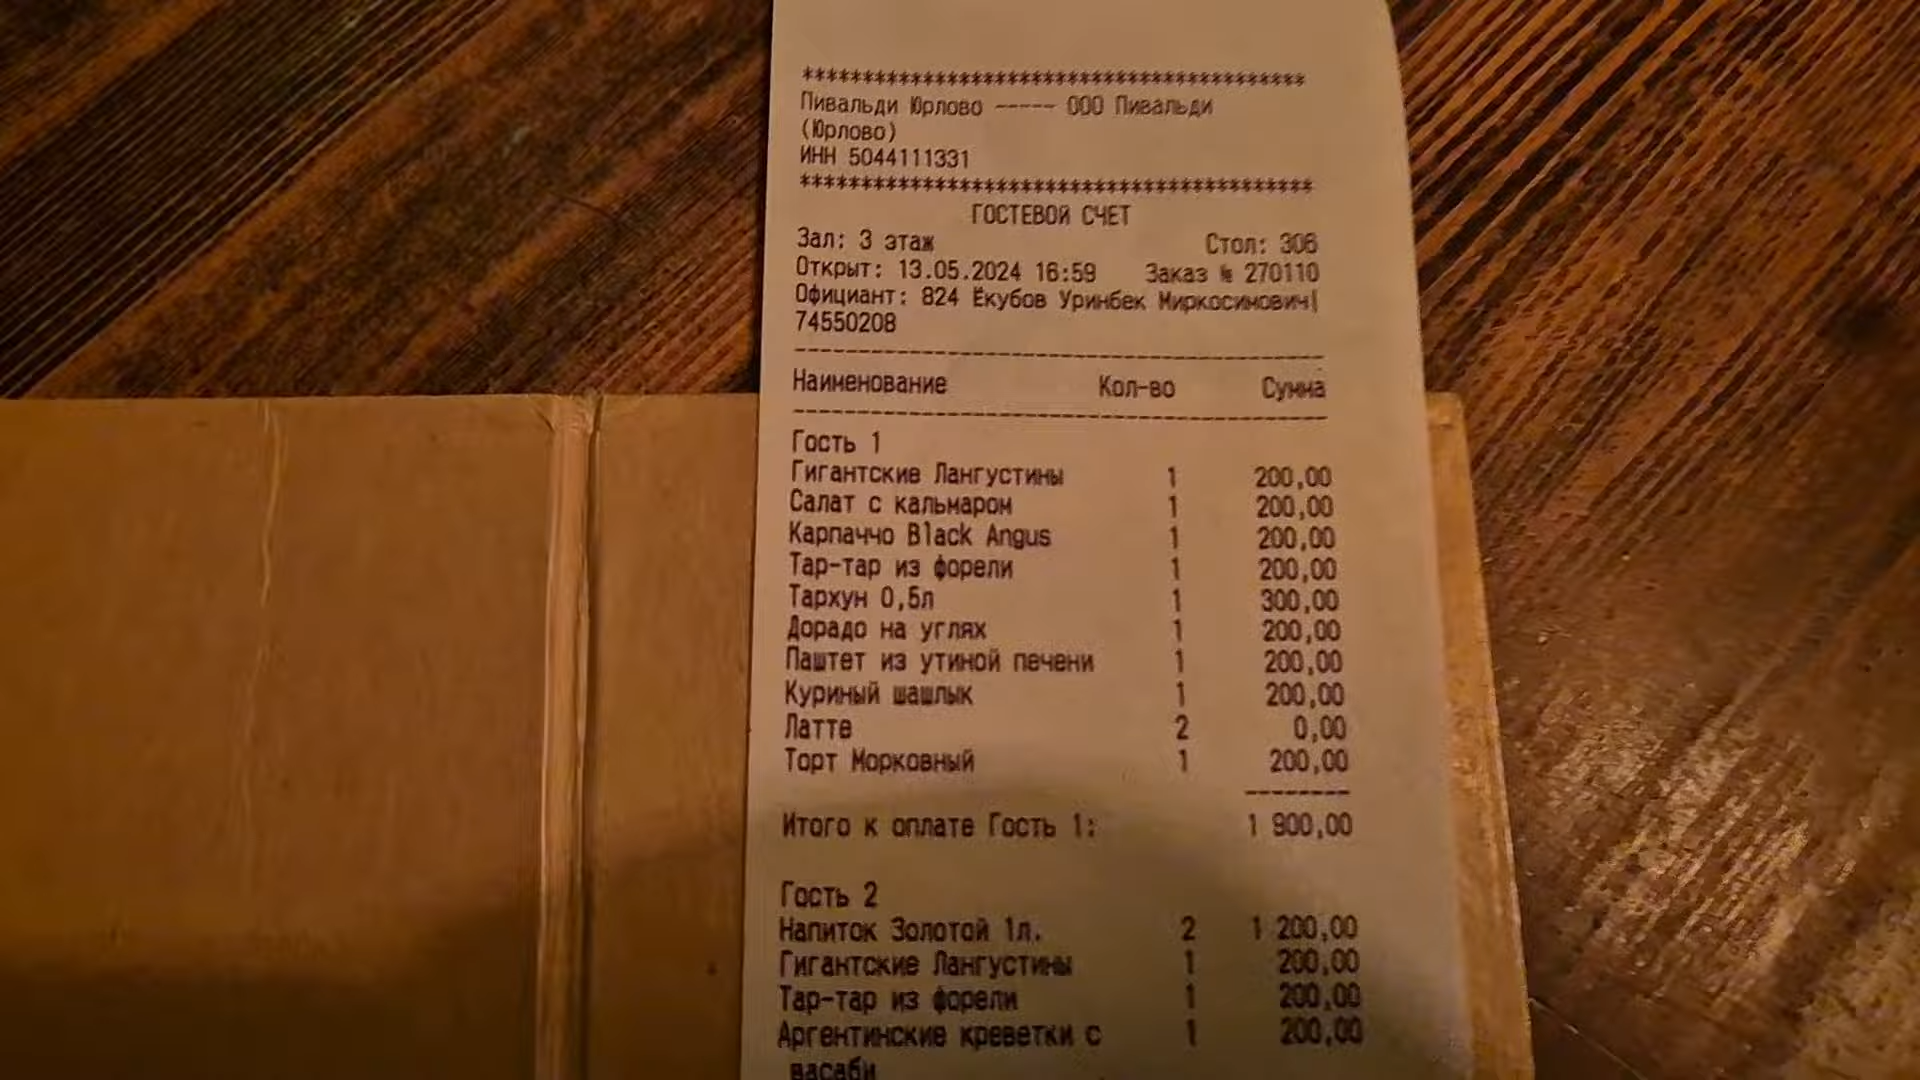 ******************************************
Пивальди Юрлово ----- ООО Пивальди
(Юрлово)
ИНН 5044111331
******************************************
ГОСТЕВОЙ СЧЕТ
Зал: 3 этаж Стол: 306
Открыт: 13.05.2024 16:59 Заказ № 270110
Официант: 824 Ёкубов Уринбек Миркосимович(
74550208
Наименование Кол-во Сумма
Гость 1
Гигантские Лангустины 1 200,00
Салат с кальмаром 1 200,00
Карпаччо Black Angus 1 200,00
Тар-тар из форели 1 200,00
Тархун 0,5л 1 300,00
Дорадо на углях 1 200,00
Паштет из утиной печени 1 200,00
Куриный шашлык 1 200,00
Латте 2 0,00
Торт Морковный 1 200,00
Итого к оплате Гость 1: 1 900,00
Гость 2
Напиток Золотой 1л. 2 1 200,00
Гигантские Лангустины 1 200,00
Тар-тар из форели 1 200,00
Аргентинские креветки с 1 200,00
васаби